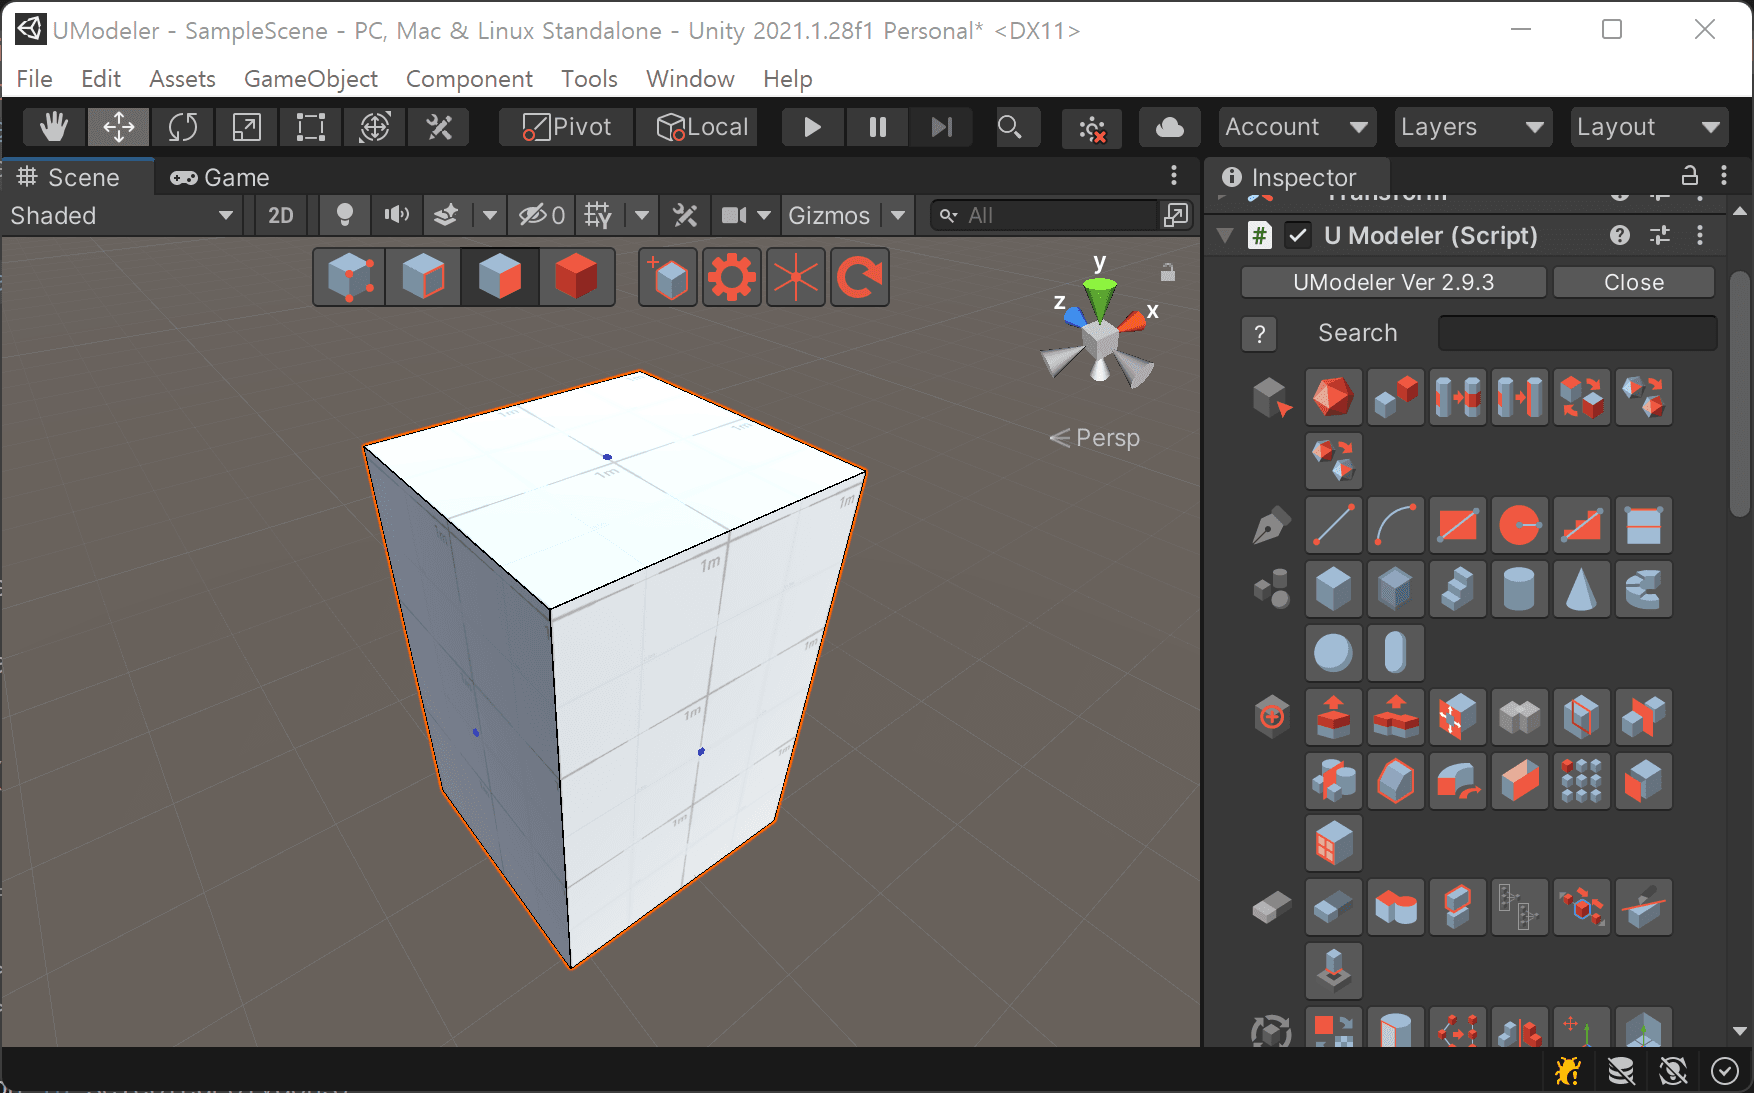 UModeler - SampleScene - PC, Mac & Linux Standalone - Unity 2021.1.28f1 Personal* <DX11>
File Edit Assets GameObject Component Tools Window Help
Pivot Local Account Layers Layout
Scene Game
Inspector
Shaded 2D 0 Gizmos All
Transform
# U Modeler (Script)
UModeler Ver 2.9.3 Close
? Search
y
z
x
Persp
1m
1m
1m
1m
1m
1m
1m
1m
1m